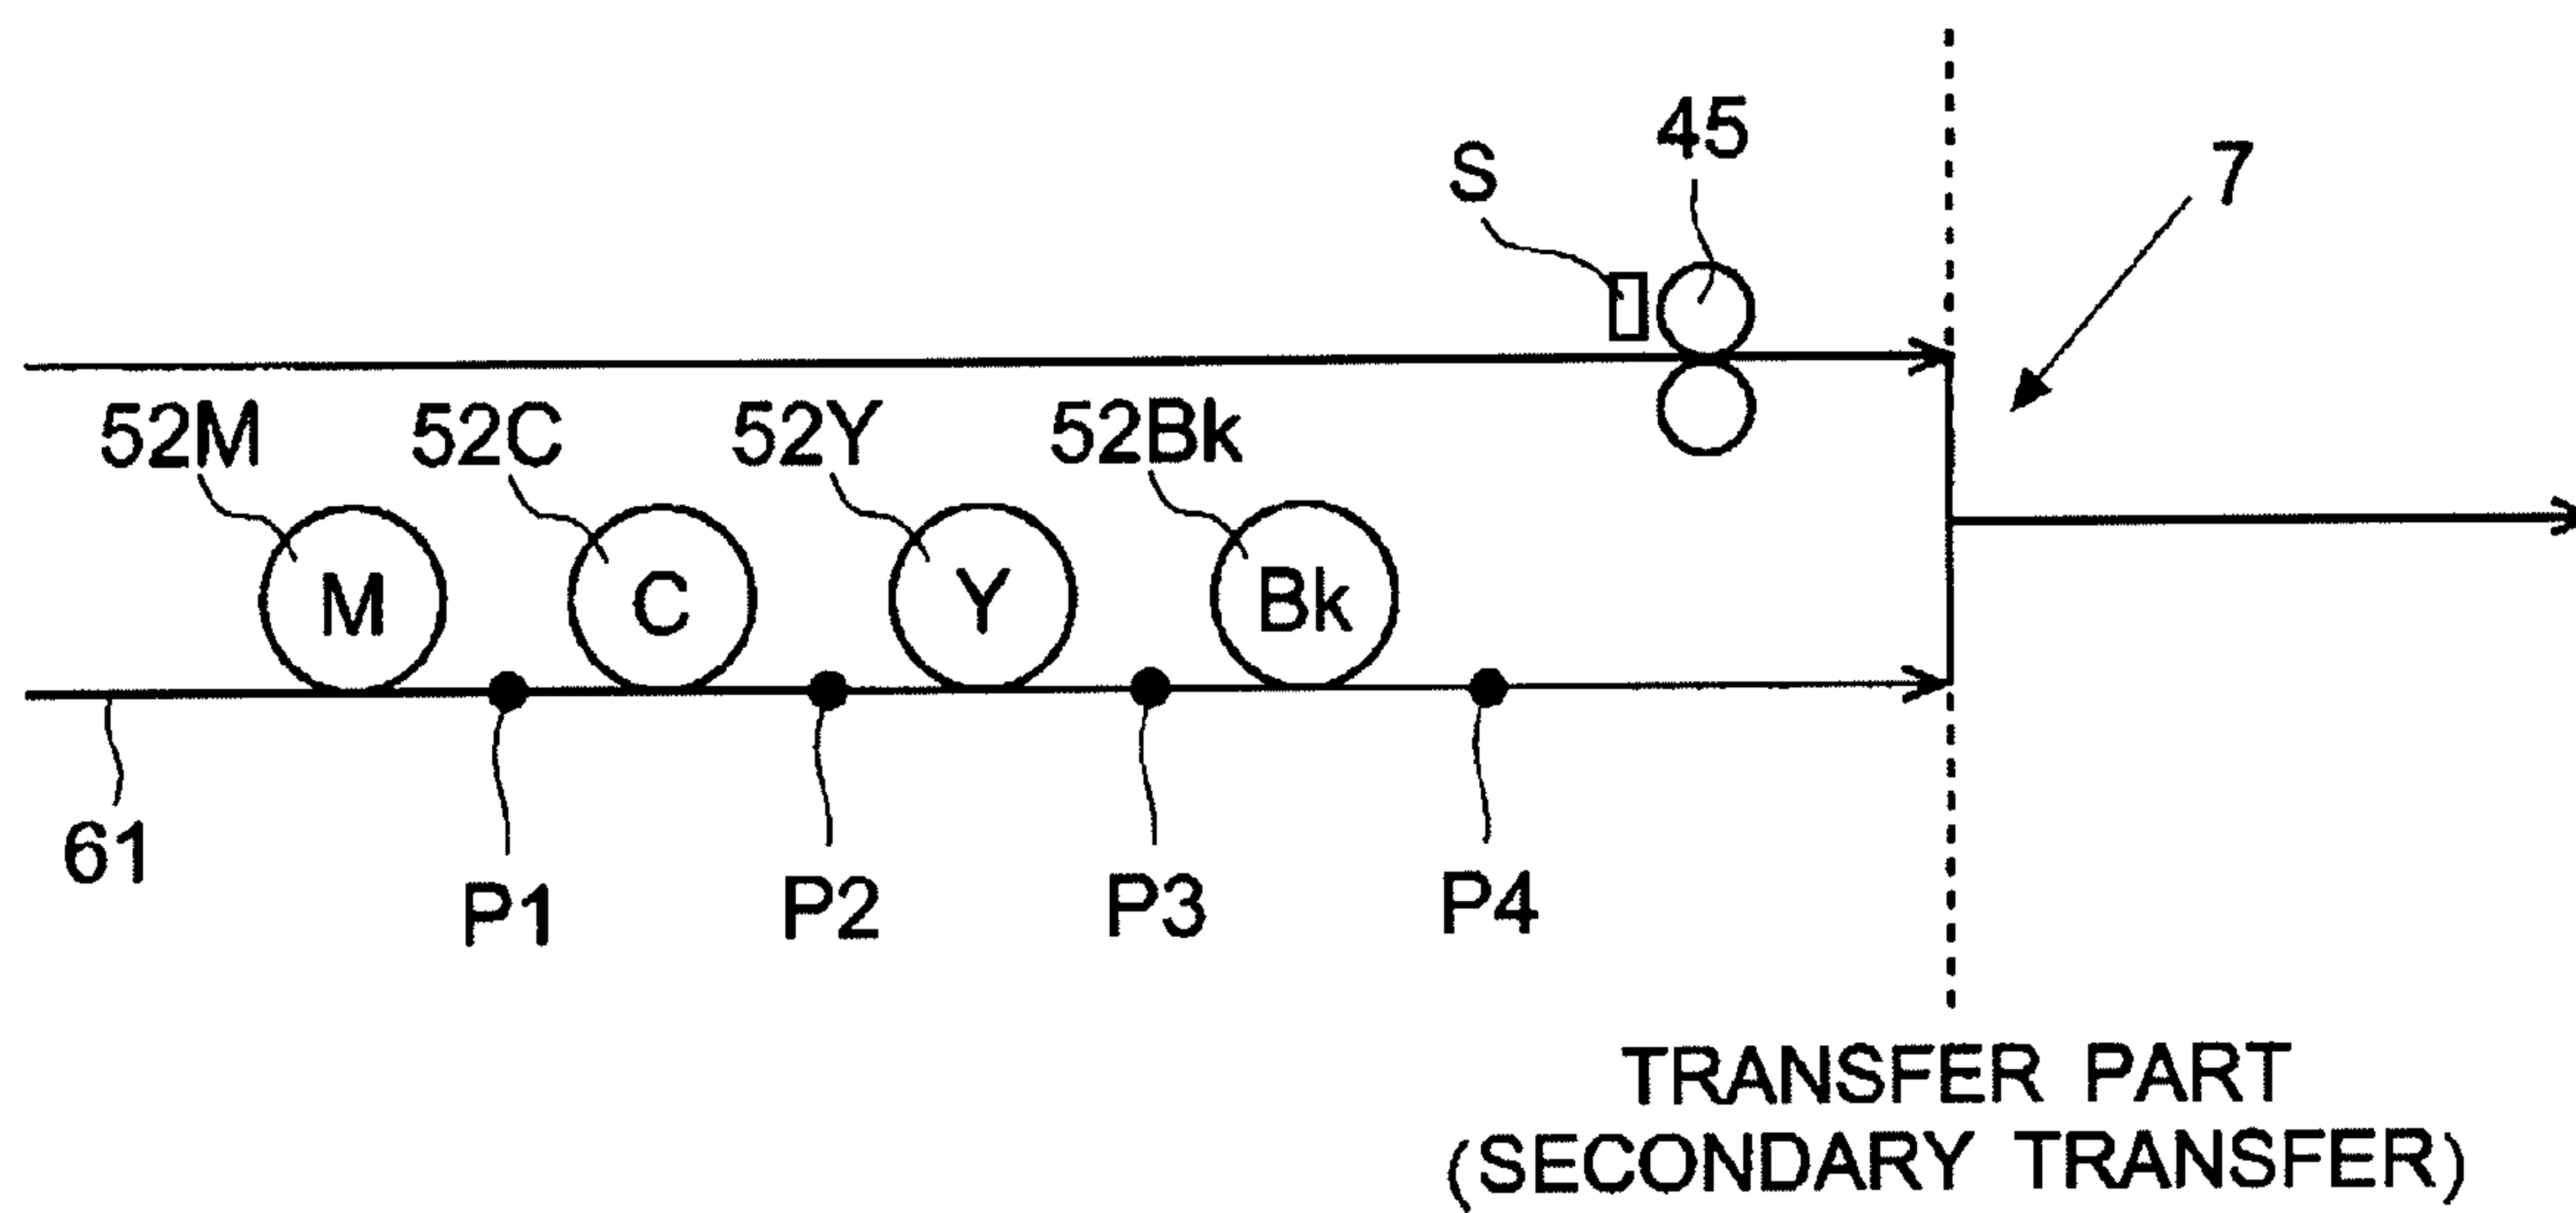 45
S
7
52M
52C
52Y
52Bk
M
C
Y
Bk
61
P1
P2
P3
P4
TRANSFER PART
(SECONDARY TRANSFER)